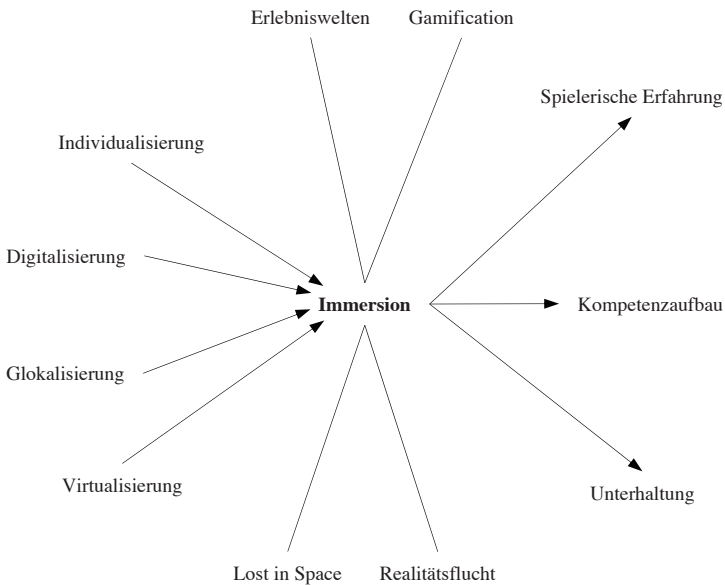 Erlebniswelten
Gamification
Spielerische Erfahrung
Individualisierung
Digitalisierung
Immersion
Kompetenzaufbau
Glokalisierung
Virtualisierung
Unterhaltung
Lost in Space
Realitätsflucht